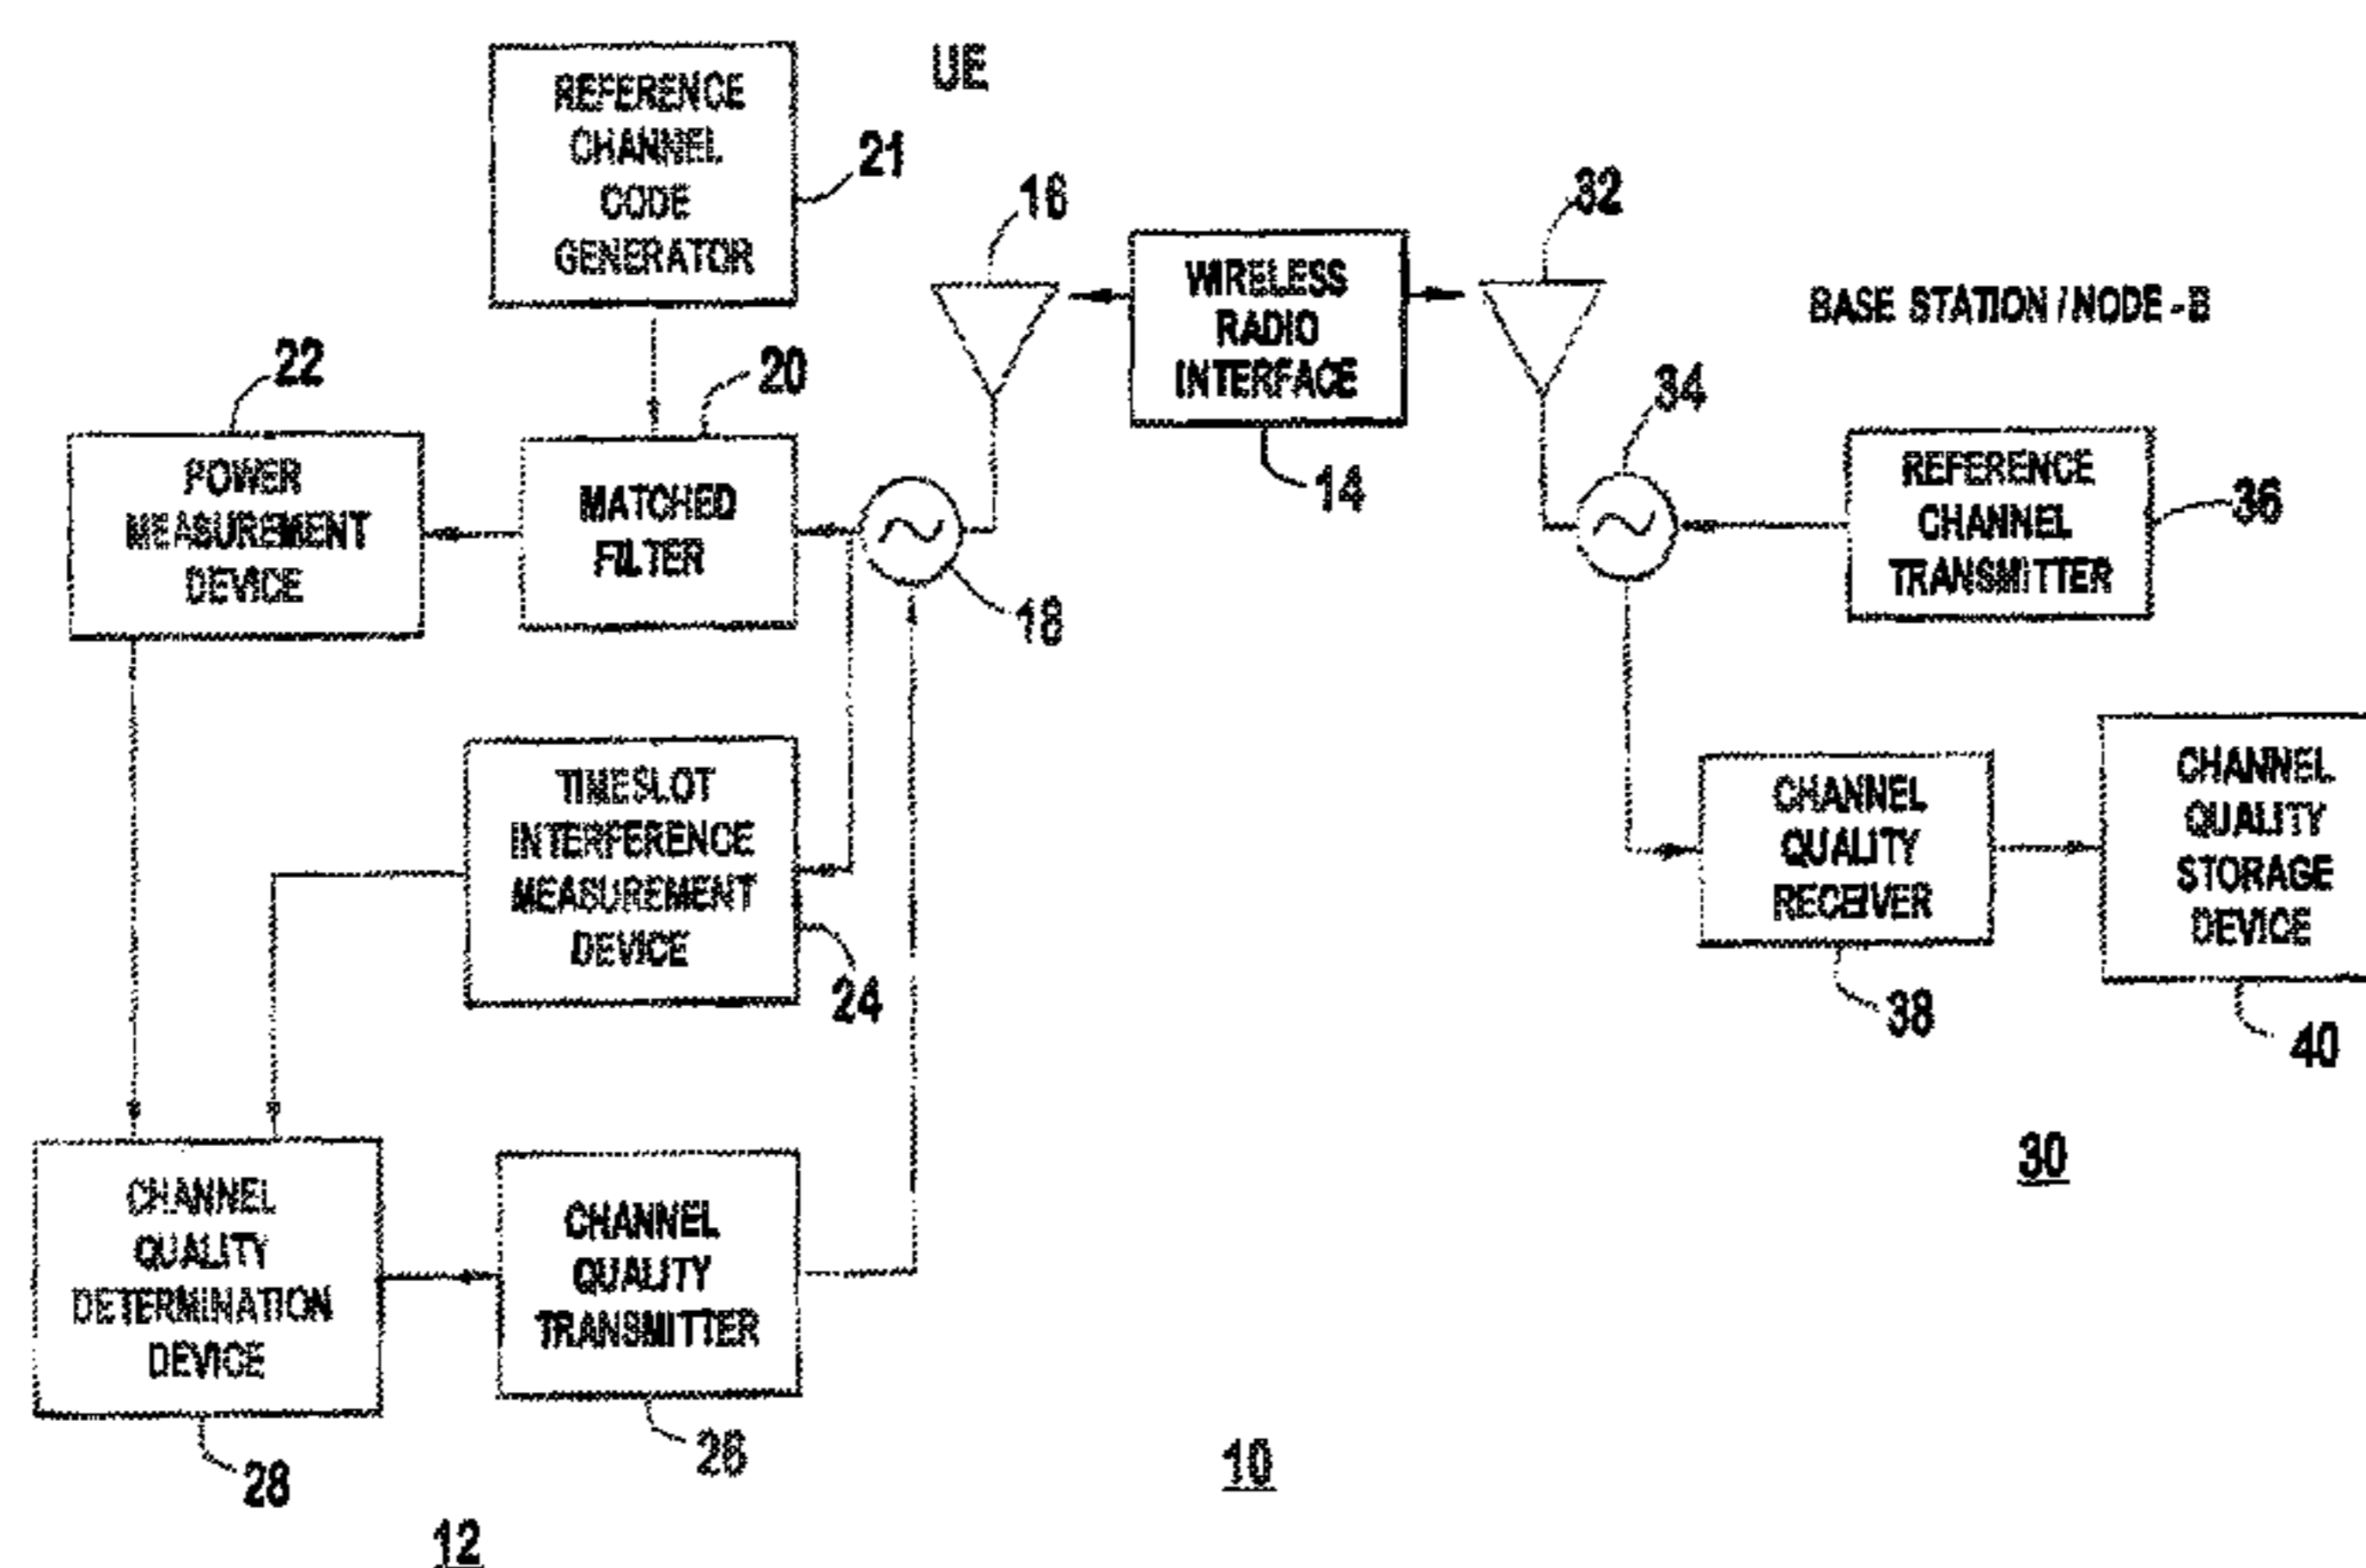 UE
REFERENCE
CHANNEL
CODE
GENERATOR
21
16
WIRELESS
RADIO
INTERFACE
14
32
BASE STATION / NODE - B
22
POWER
MEASUREMENT
DEVICE
20
MATCHED
FILTER
18
34
REFERENCE
CHANNEL
TRANSMITTER
36
TIMESLOT
INTERFERENCE
MEASUREMENT
DEVICE
24
CHANNEL
QUALITY
RECEIVER
38
CHANNEL
QUALITY
STORAGE
DEVICE
40
30
CHANNEL
QUALITY
DETERMINATION
DEVICE
28
CHANNEL
QUALITY
TRANSMITTER
26
10
12